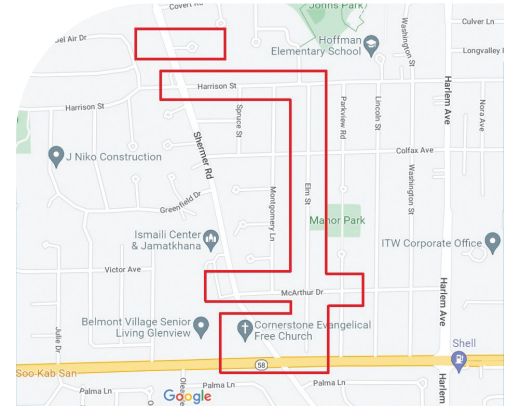 Covert Rd
Johns Park)
Culver Ln
Bel Air Dr
Hoffman
Elementary School
Washington St
Longvalley
Harrison St
Harrison St
Spruce St
Parkview Rd
Lincoln St
Harlem Ave
Nora Ave
Shermer Rd
J Niko Construction
Colfax Ave
Greenfield Dr
Montgomery Ln
Elm St
Washington St
Manor Park
Ismaili Center
& Jamatkhana
ITW Corporate Office
Victor Ave
McArthur Dr
Harlem Ave
Julie Dr
Belmont Village Senior
Living Glenview
Cornerstone Evangelical
Free Church
Shell
58
Soo Kab San
Palma Ln
Palma Ln
Palma Ln
Google
Harlem